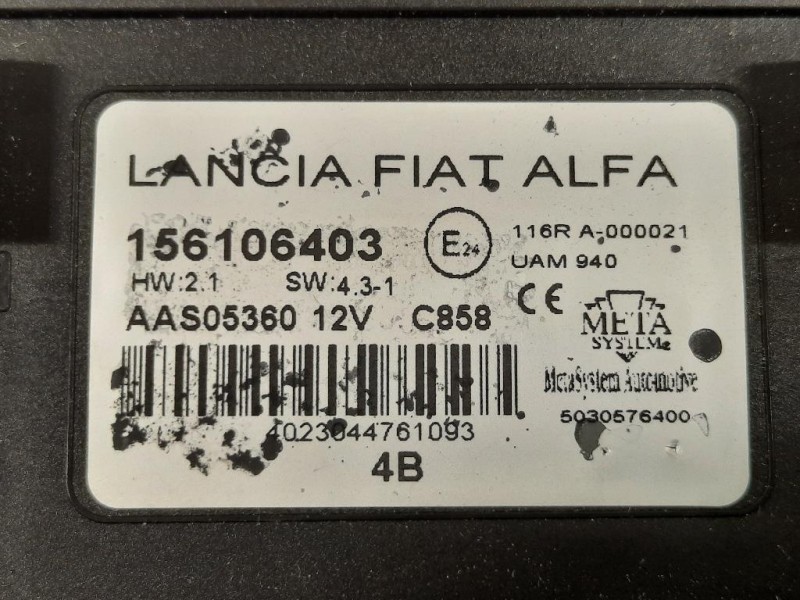 LANCIA FIAT ALFA
156106403
E24
116R A-000021
UAM 940
HW:2.1 SW:4.3-1
AAS05360 12V C858
CE
META
SYSTEM
MetaSystem Automotive
5030576400
4023044761093
4B